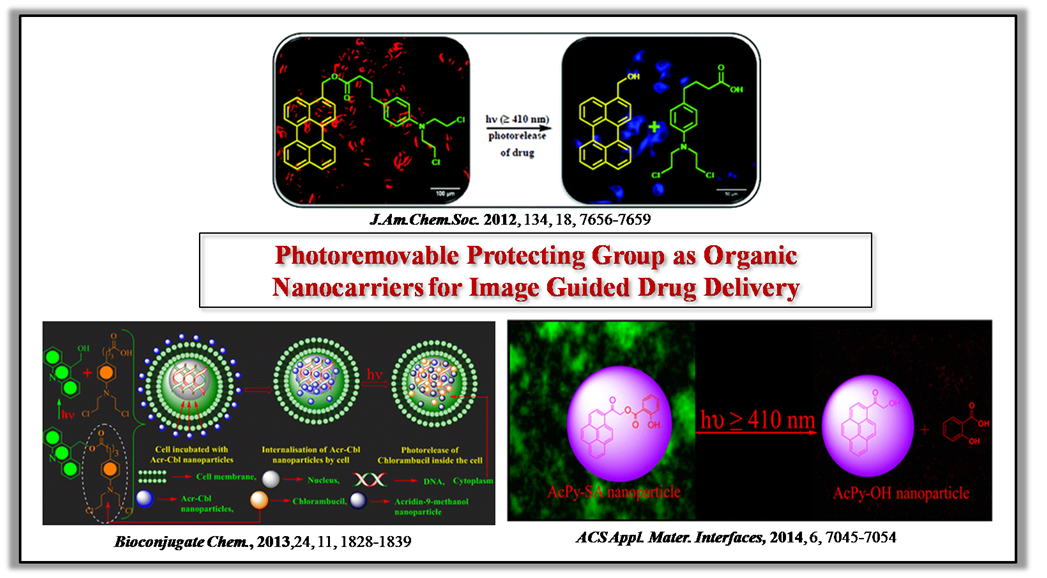 OH
Cl
Cl
hν (≥ 410 nm)
photorelease
of drug
OH
Cl
Cl
+
100 µm
J.Am.Chem.Soc. 2012, 134, 18, 7656-7659
Photoremovable Protecting Group as Organic
Nanocarriers for Image Guided Drug Delivery
OH
+
hν
Cell incubated with
Acr-Cbl nanoparticles
Internalisation of Acr-Cbl
nanoparticles by cell
hν
Photorelease of
Chlorambucil inside the cell
Cell membrane,
Nucleus,
DNA,
Cytoplasm
Acr-Cbl
nanoparticles,
Chlorambucil,
Acridin-9-methanol
nanoparticle
AcPy-SA nanoparticle
hυ ≥ 410 nm
AcPy-OH nanoparticle
+
OH
OH
Bioconjugate Chem., 2013,24, 11, 1828-1839
ACS Appl. Mater. Interfaces, 2014, 6, 7045-7054